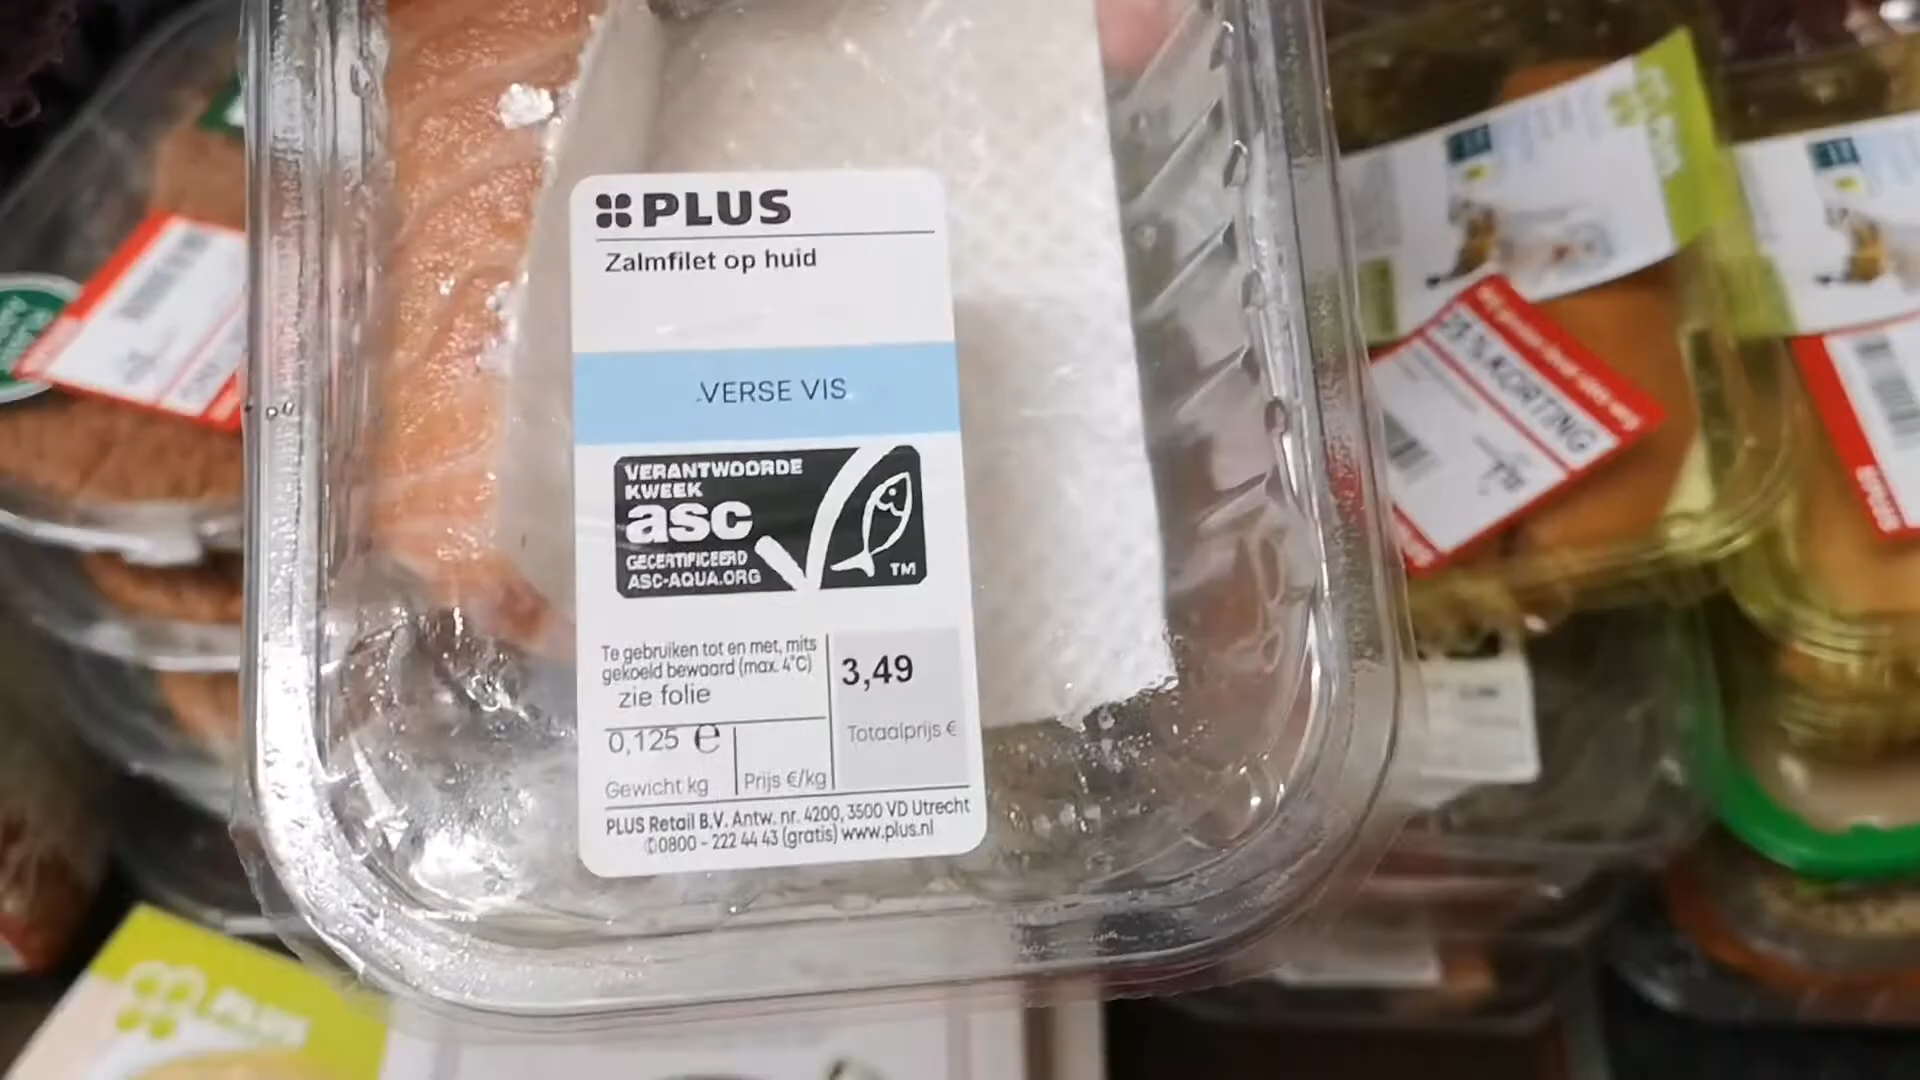 PLUS
Zalmfilet op huid
VERSE VIS
VERANTWOORDE
KWEEK
asc
GECERTIFICEERD
ASC-AQUA.ORG
TM
Te gebruiken tot en met, mits
gekoeld bewaard (max. 4°C)
zie folie
3,49
Totaalprijs €
0,125 e
Gewicht kg
Prijs €/kg
PLUS Retail B.V. Antw. nr. 4200, 3500 VD Utrecht
✆0800 - 222 44 43 (gratis) www.plus.nl
PLUS
KORTING
PLUS